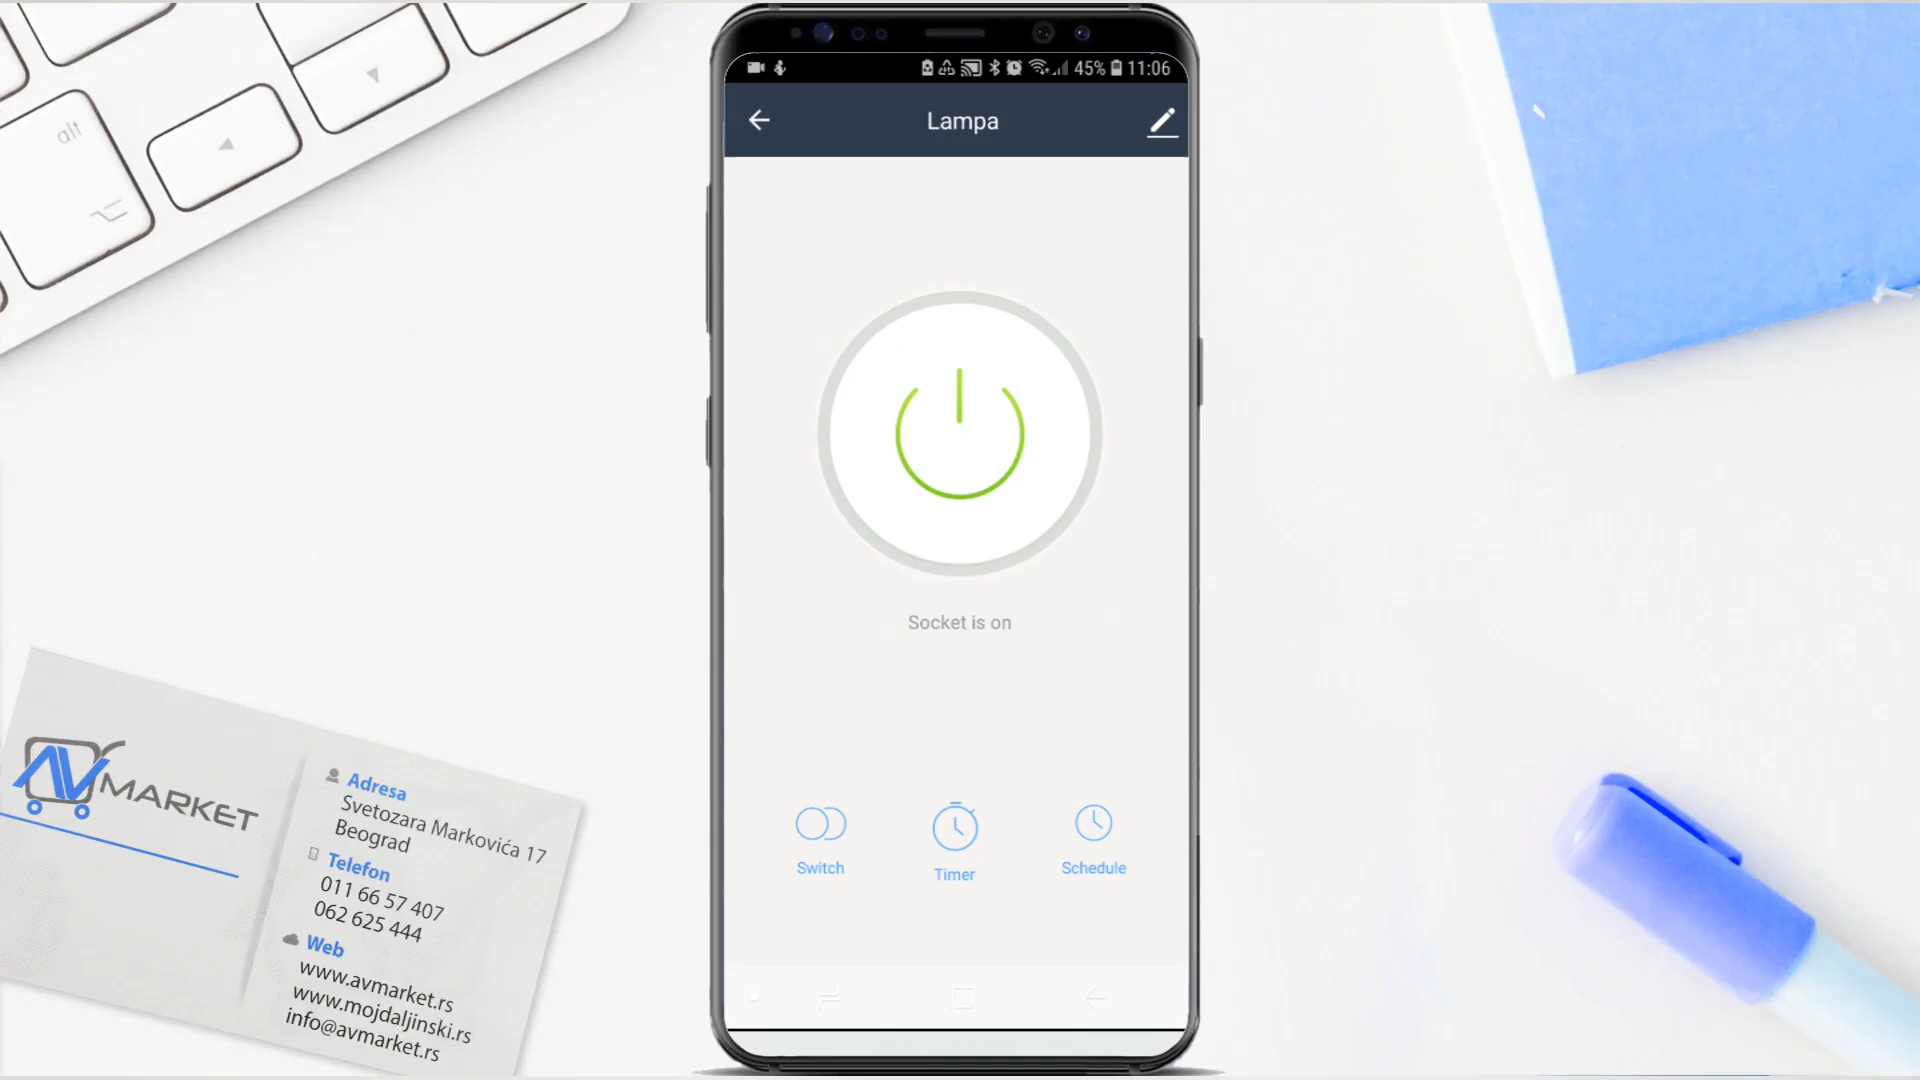 alt
45% 11:06
Lampa
Socket is on
Switch
Timer
Schedule
AV MARKET
Adresa
Svetozara Markovića 17
Beograd
Telefon
011 66 57 407
062 625 444
Web
www.avmarket.rs
www.mojdaljinski.rs
info@avmarket.rs